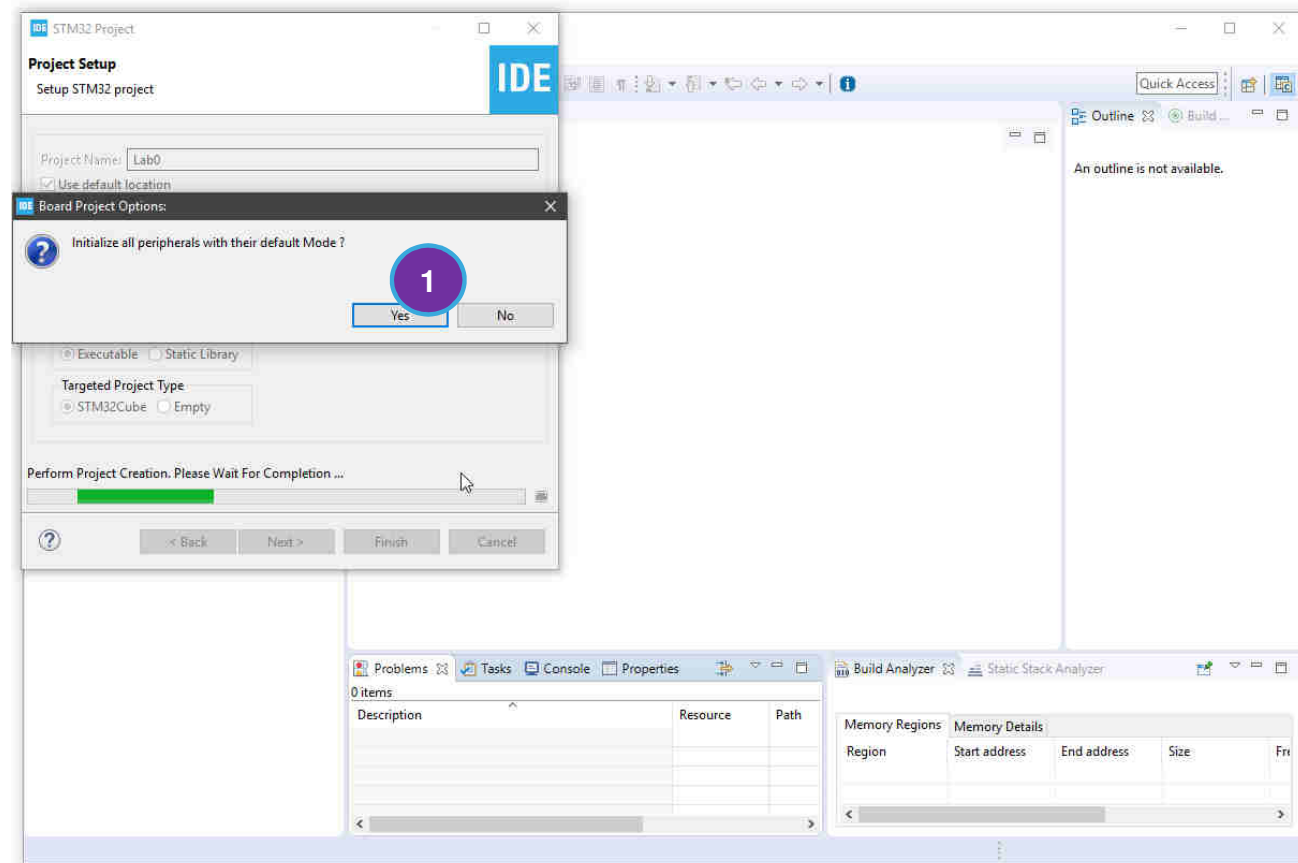 IDE STM32 Project
Project Setup
Setup STM32 project
IDE
Quick Access
Outline
Build ...
An outline is not available.
Project Name: Lab0
Use default location
IDE Board Project Options:
Initialize all peripherals with their default Mode ?
1
Yes No
Executable Static Library
Targeted Project Type
STM32Cube Empty
Perform Project Creation. Please Wait For Completion ...
< Back Next > Finish Cancel
Problems Tasks Console Properties
0 items
Description Resource Path
Build Analyzer Static Stack Analyzer
Memory Regions Memory Details
Region Start address End address Size Fre